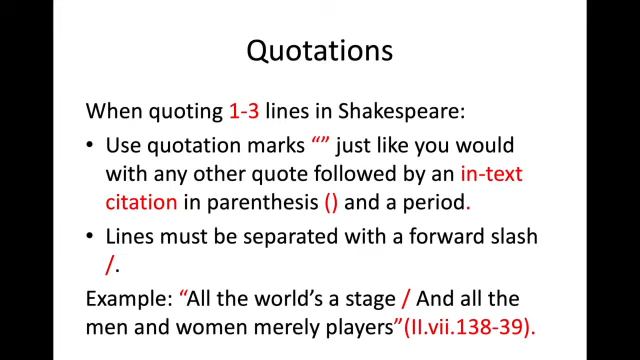 Quotations
When quoting 1-3 lines in Shakespeare:
• Use quotation marks “” just like you would
with any other quote followed by an in-text
citation in parenthesis () and a period.
• Lines must be separated with a forward slash
/.
Example: “All the world’s a stage / And all the
men and women merely players”(II.vii.138-39).